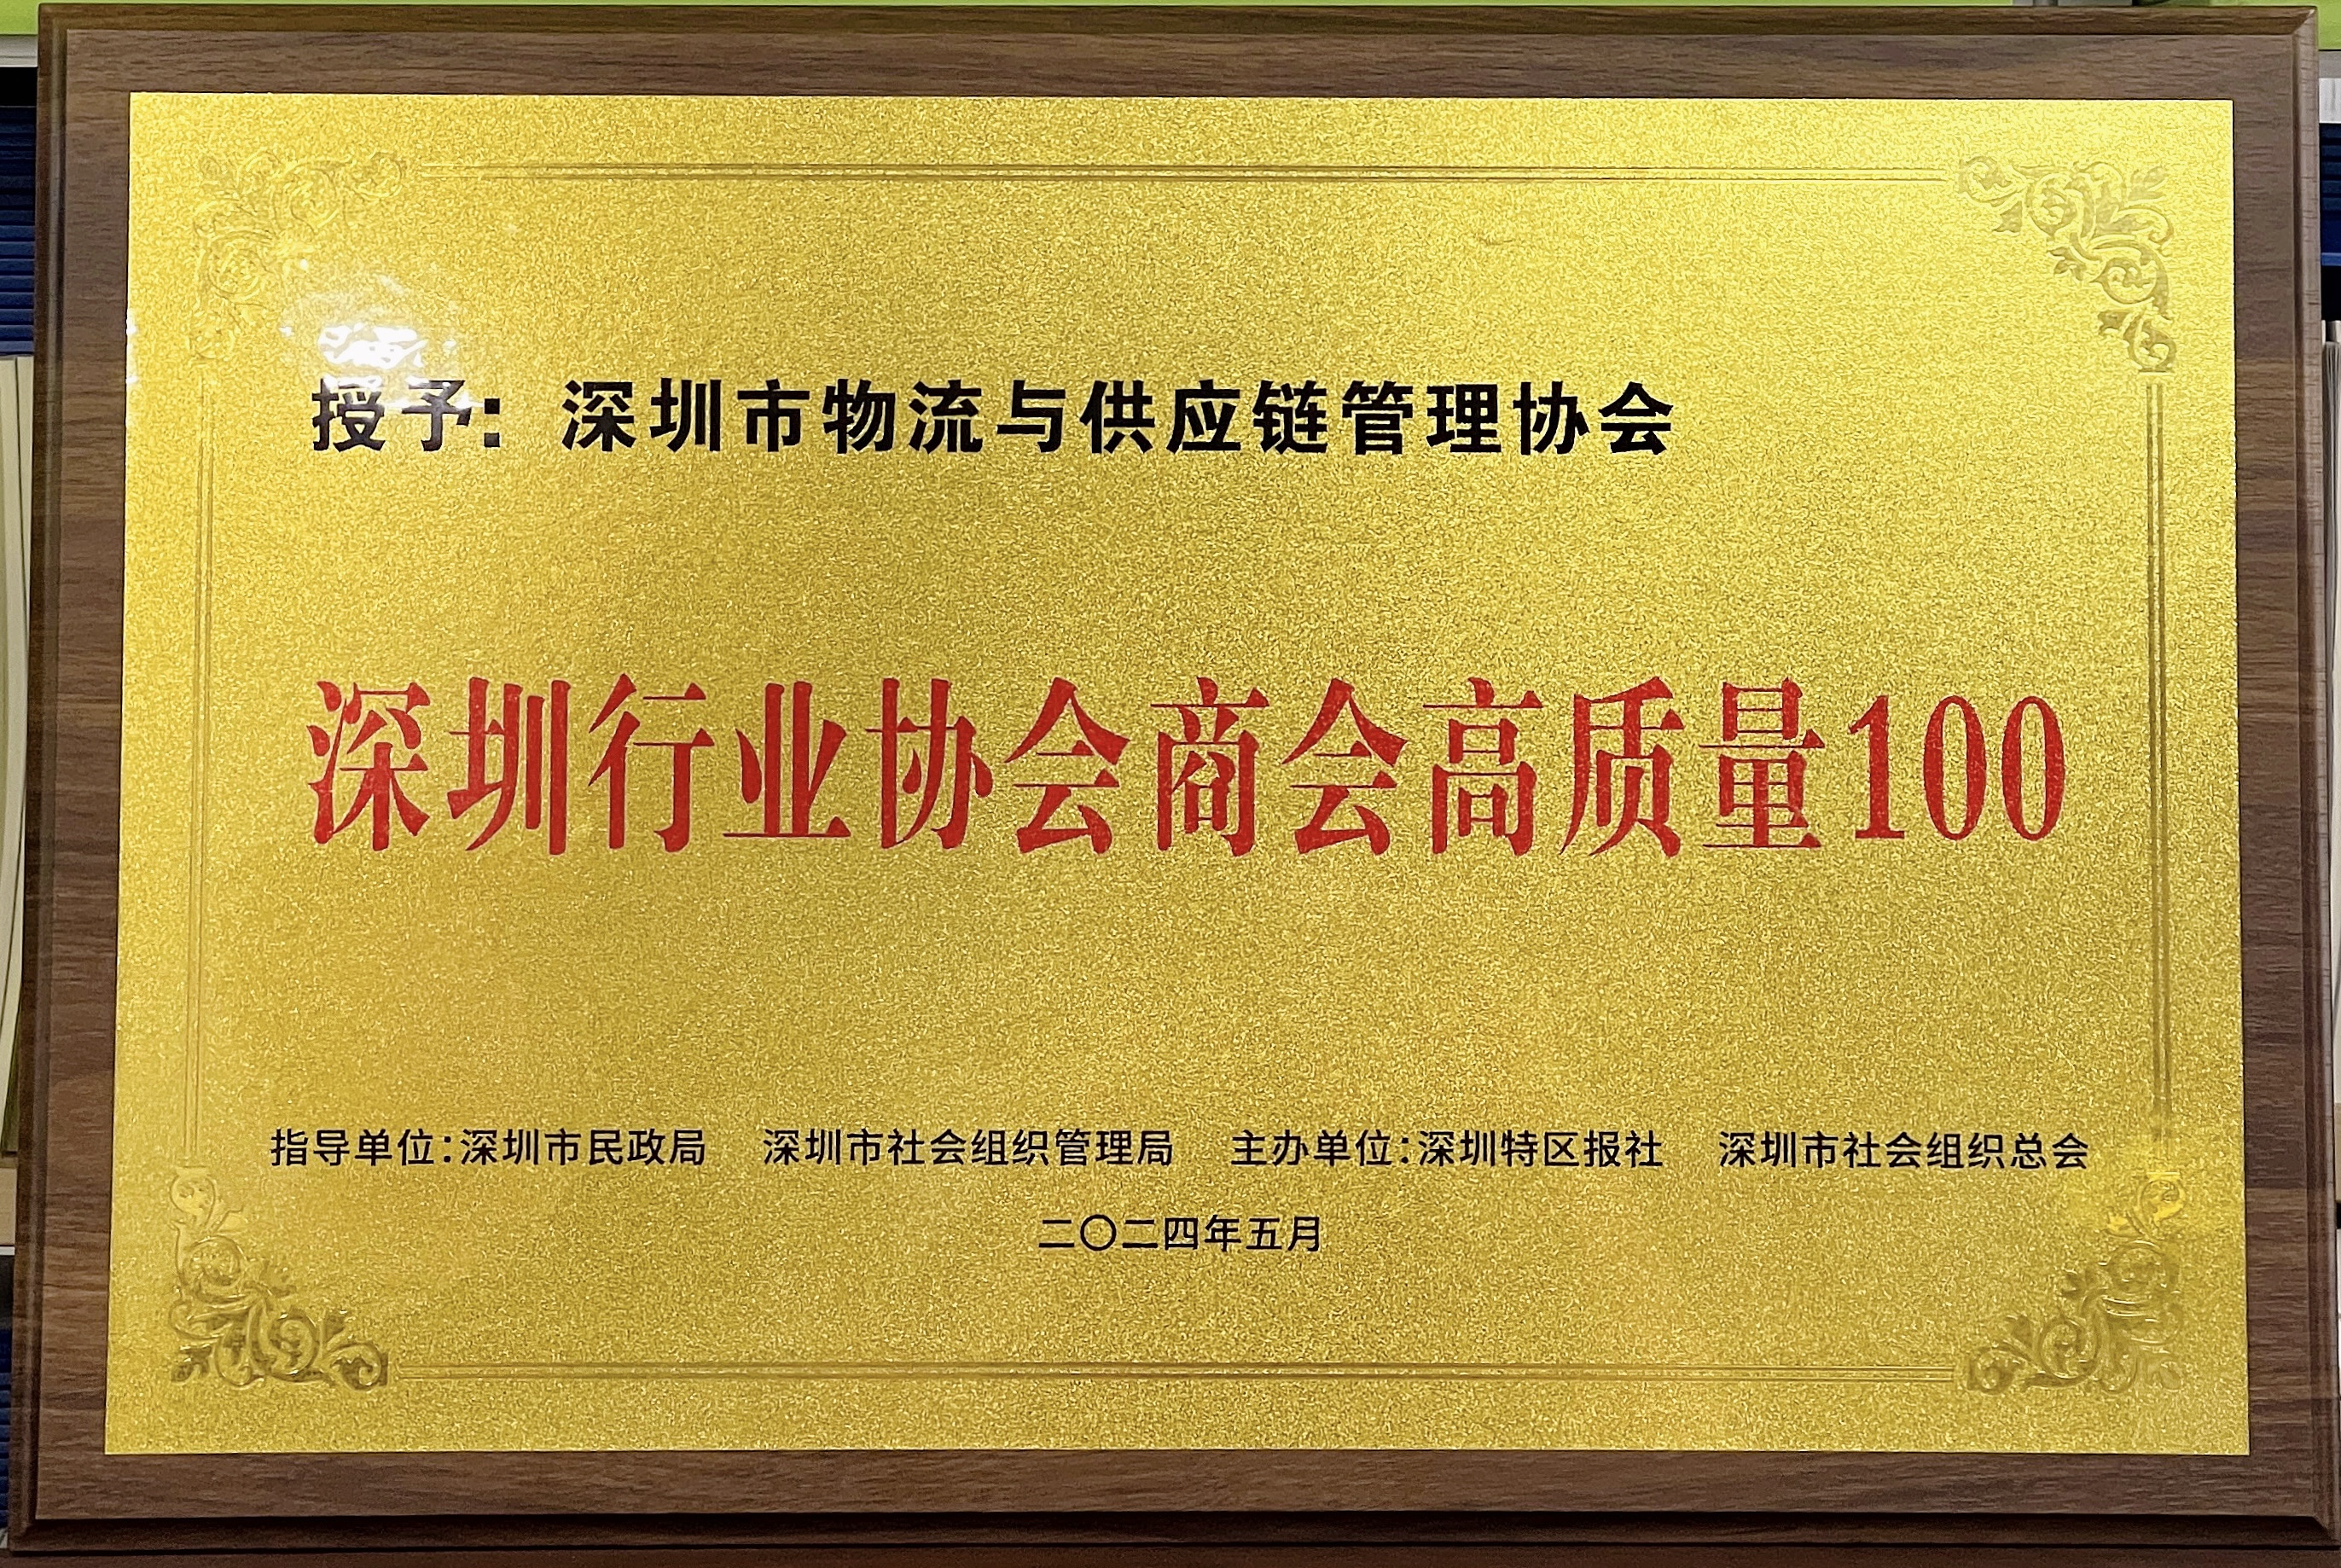 授予：深圳市物流与供应链管理协会
深圳行业协会商会高质量100
指导单位：深圳市民政局 深圳市社会组织管理局 主办单位：深圳特区报社 深圳市社会组织总会
二〇二四年五月